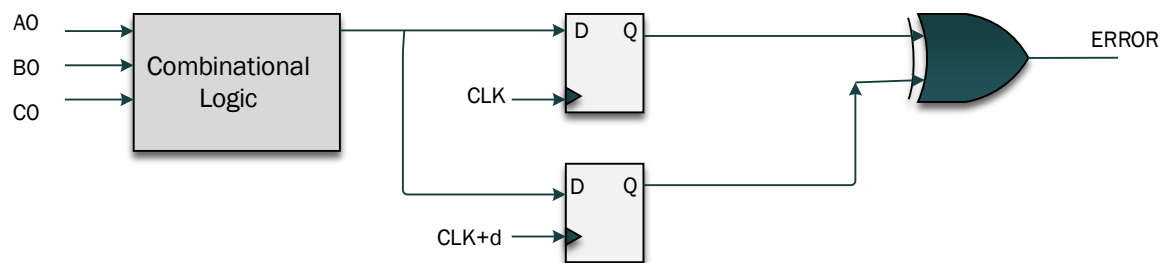 A0
B0
C0
Combinational
Logic
D Q
CLK
D Q
CLK+d
ERROR